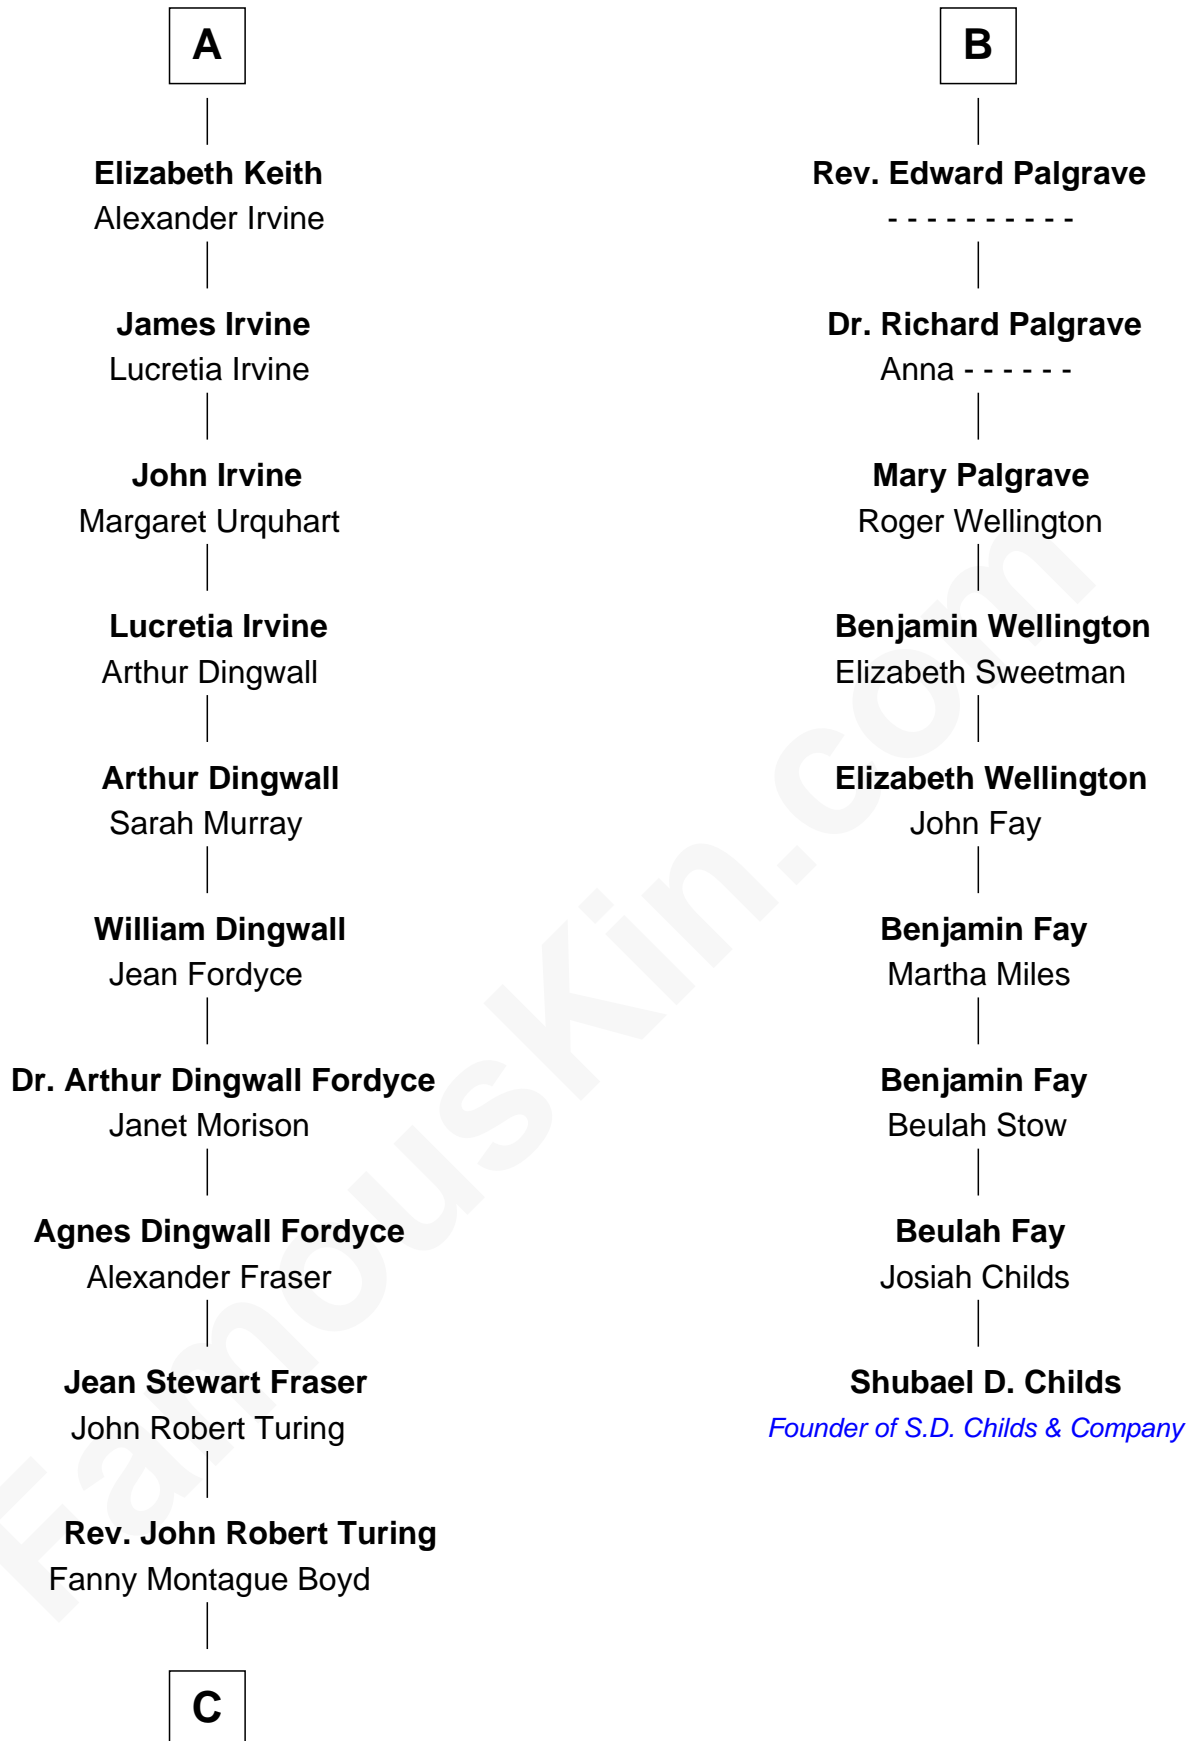 A
Elizabeth Keith
Alexander Irvine
James Irvine
Lucretia Irvine
John Irvine
Margaret Urquhart
Lucretia Irvine
Arthur Dingwall
Arthur Dingwall
Sarah Murray
William Dingwall
Jean Fordyce
Dr. Arthur Dingwall Fordyce
Janet Morison
Agnes Dingwall Fordyce
Alexander Fraser
Jean Stewart Fraser
John Robert Turing
Rev. John Robert Turing
Fanny Montague Boyd
C
B
Rev. Edward Palgrave
- - - - - - - - - -
Dr. Richard Palgrave
Anna - - - - - -
Mary Palgrave
Roger Wellington
Benjamin Wellington
Elizabeth Sweetman
Elizabeth Wellington
John Fay
Benjamin Fay
Martha Miles
Benjamin Fay
Beulah Stow
Beulah Fay
Josiah Childs
Shubael D. Childs
Founder of S.D. Childs & Company
FamousKin.com